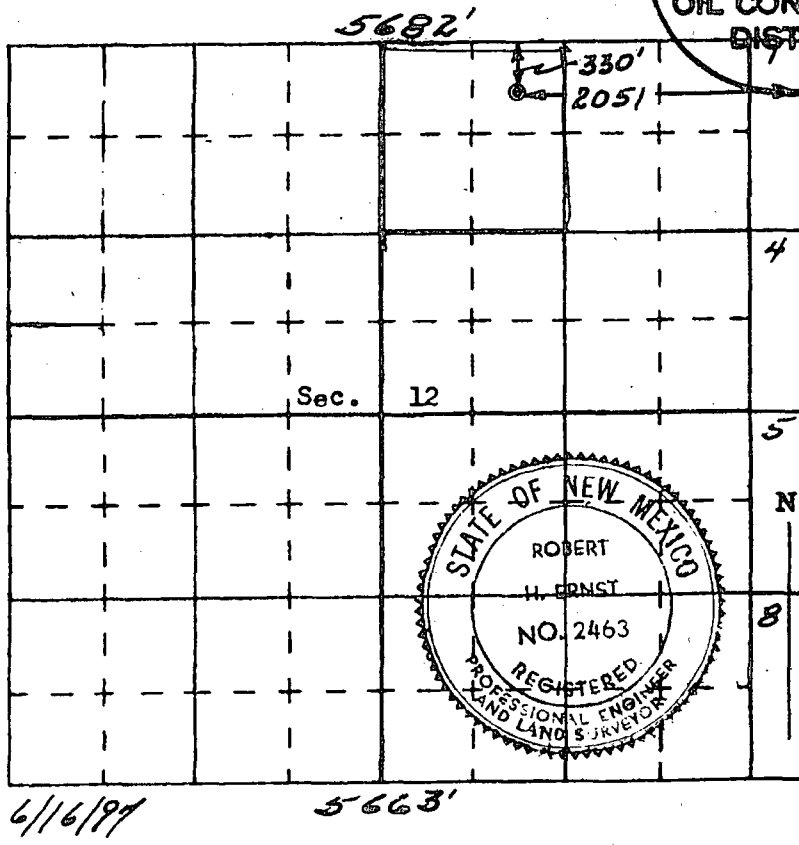 OIL CON
DIST
5682'
330'
2051
4
Sec. 12
5
N
8
STATE OF NEW MEXICO
ROBERT
H. ERNST
NO. 2463
REGISTERED
PROFESSIONAL ENGINEER
AND LAND SURVEYOR
6/16/97
5663'